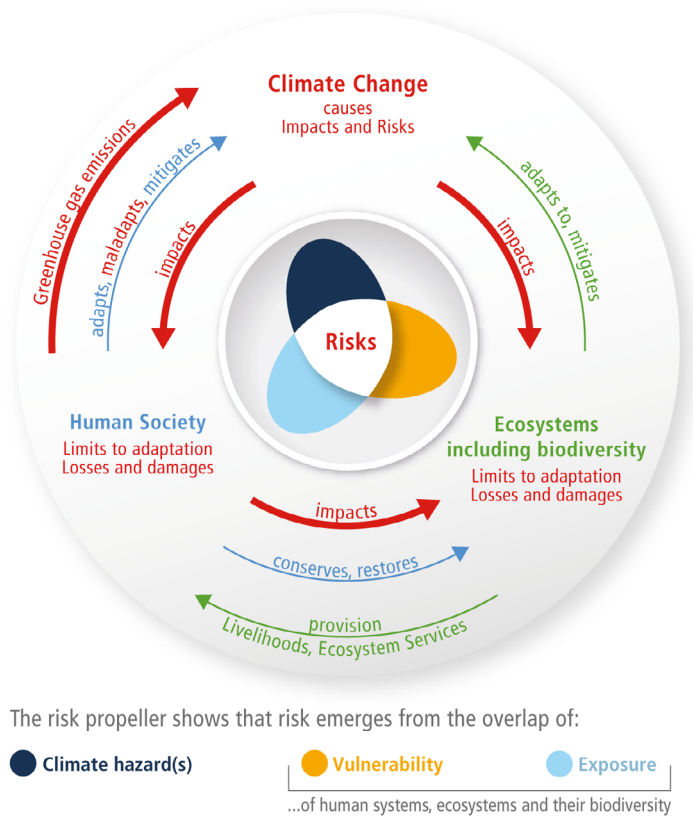 Climate Change
causes
Impacts and Risks
Greenhouse gas emissions
adapts, maladapts, mitigates
impacts
impacts
adapts to, mitigates
Risks
Human Society
Limits to adaptation
Losses and damages
Ecosystems
including biodiversity
Limits to adaptation
Losses and damages
impacts
conserves, restores
provision
Livelihoods, Ecosystem Services
The risk propeller shows that risk emerges from the overlap of:
Climate hazard(s)
Vulnerability
Exposure
...of human systems, ecosystems and their biodiversity